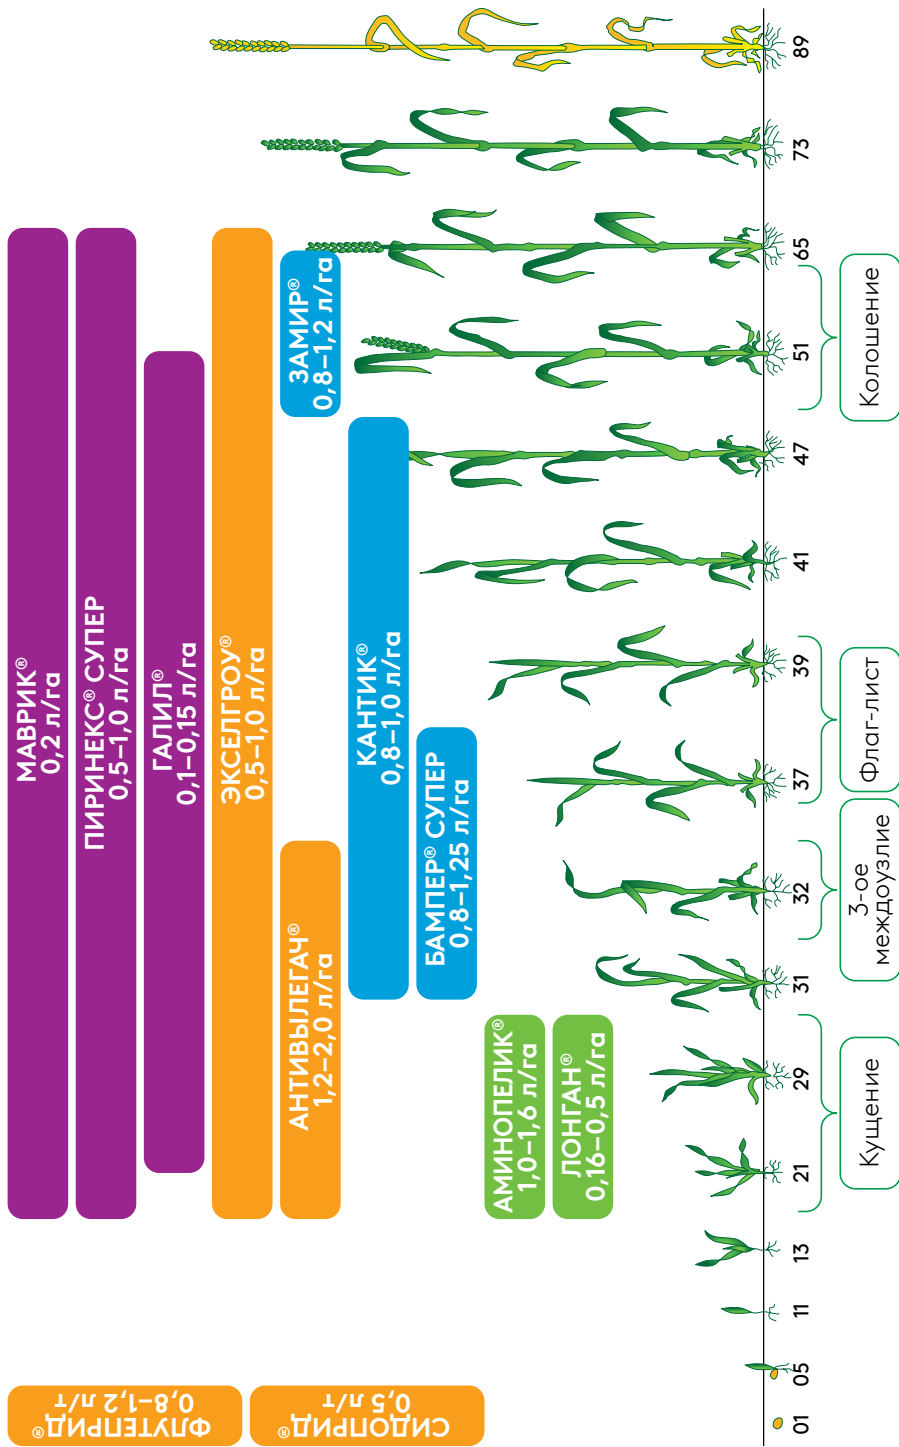 МАВРИК®
0,2 л/га
ПИРИНЕКС® СУПЕР
0,5–1,0 л/га
ГАЛИЛ®
0,1–0,15 л/га
ЭКСЕЛГРОУ®
0,5–1,0 л/га
АНТИВЫЛЕГАЧ®
1,2–2,0 л/га
ЗАМИР®
0,8–1,2 л/га
КАНТИК®
0,8–1,0 л/га
БАМПЕР® СУПЕР
0,8–1,25 л/га
АМИНОПЕЛИК®
1,0–1,6 л/га
ЛОНГАН®
0,16–0,5 л/га
ФЛУТЕПРИД®
0,8–1,2 л/т
СИДОПРИД®
0,5 л/т
01 05 11 13 21 29 31 32 37 39 41 47 51 65 73 89
Кущение
3-ое
междоузлие
Флаг-лист
Колошение